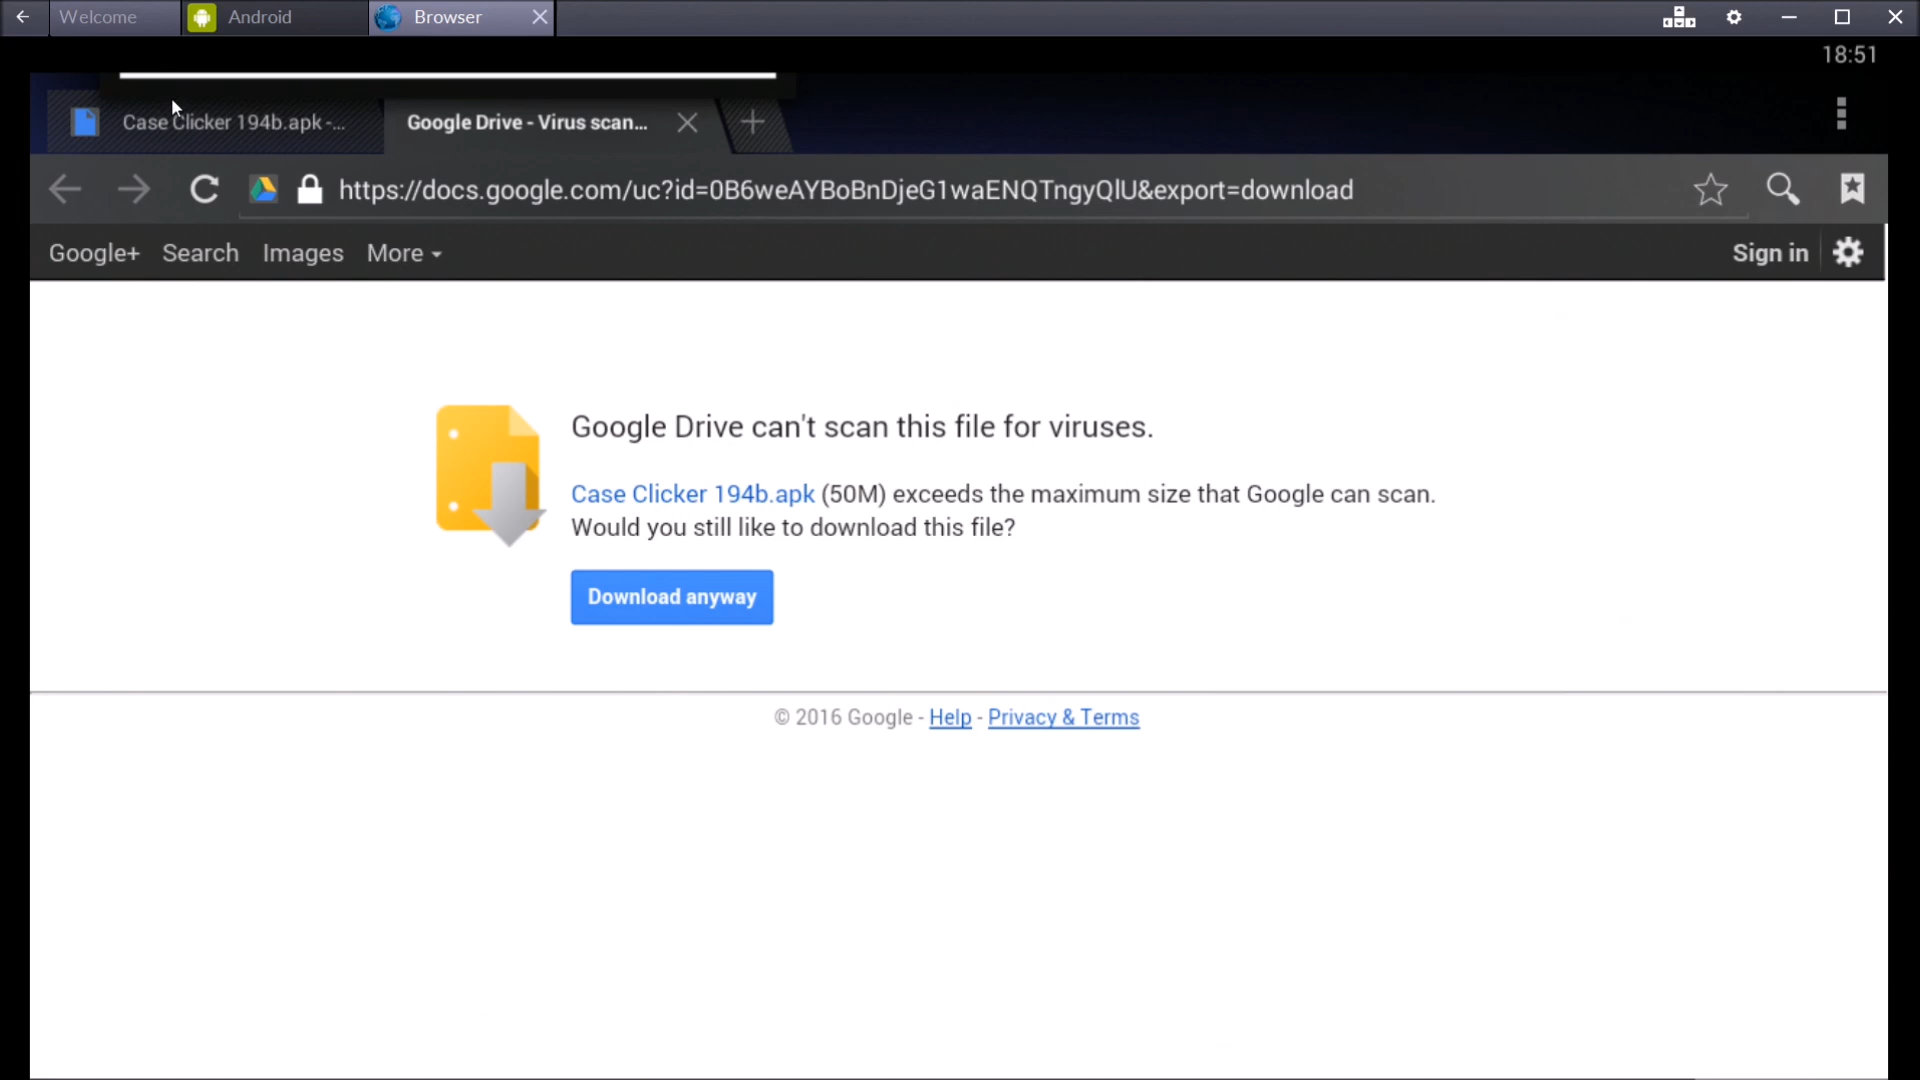 Welcome
Android
Browser
18:51
Case Clicker 194b.apk -...
Google Drive - Virus scan...
https://docs.google.com/uc?id=0B6weAYBoBnDjeG1waENQTngyQlU&export=download
Google+ Search Images More
Sign in
Google Drive can't scan this file for viruses.
Case Clicker 194b.apk (50M) exceeds the maximum size that Google can scan.
Would you still like to download this file?
Download anyway
© 2016 Google - Help - Privacy & Terms